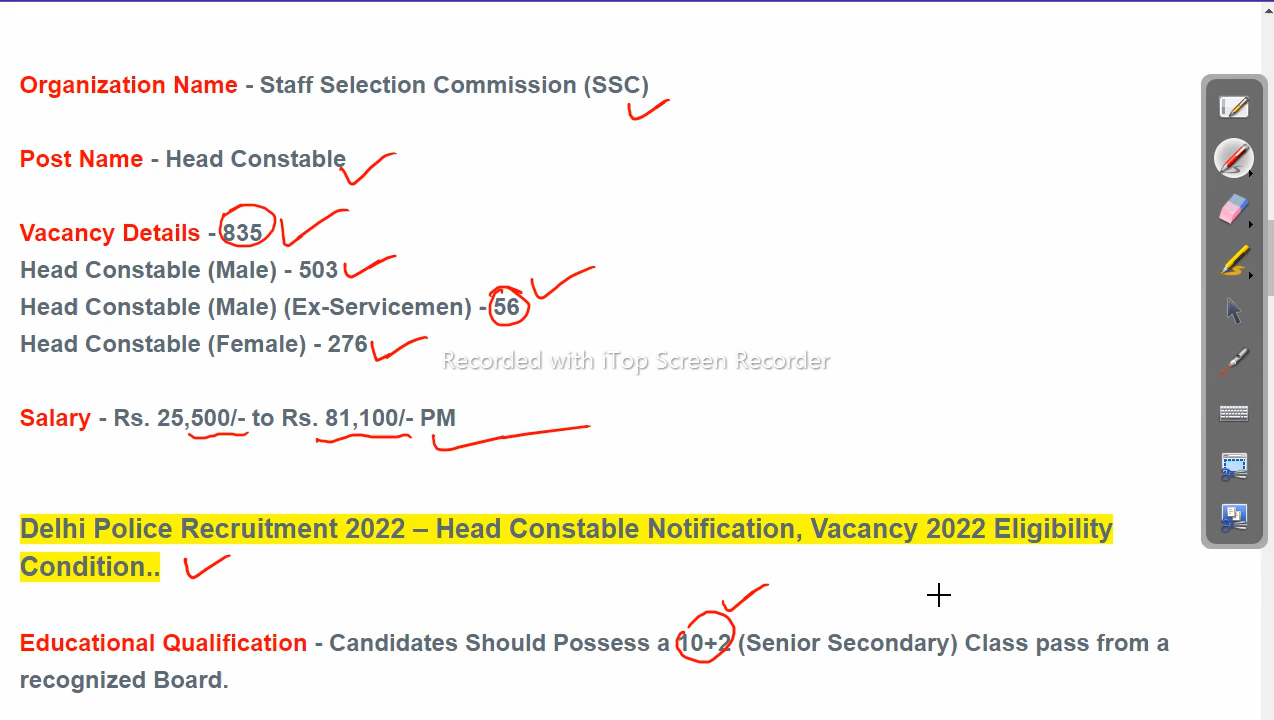 Organization Name - Staff Selection Commission (SSC)
Post Name - Head Constable
Vacancy Details - 835
Head Constable (Male) - 503
Head Constable (Male) (Ex-Servicemen) - 56
Head Constable (Female) - 276
Recorded with iTop Screen Recorder
Salary - Rs. 25,500/- to Rs. 81,100/- PM
Delhi Police Recruitment 2022 – Head Constable Notification, Vacancy 2022 Eligibility
Condition..
Educational Qualification - Candidates Should Possess a 10+2 (Senior Secondary) Class pass from a
recognized Board.